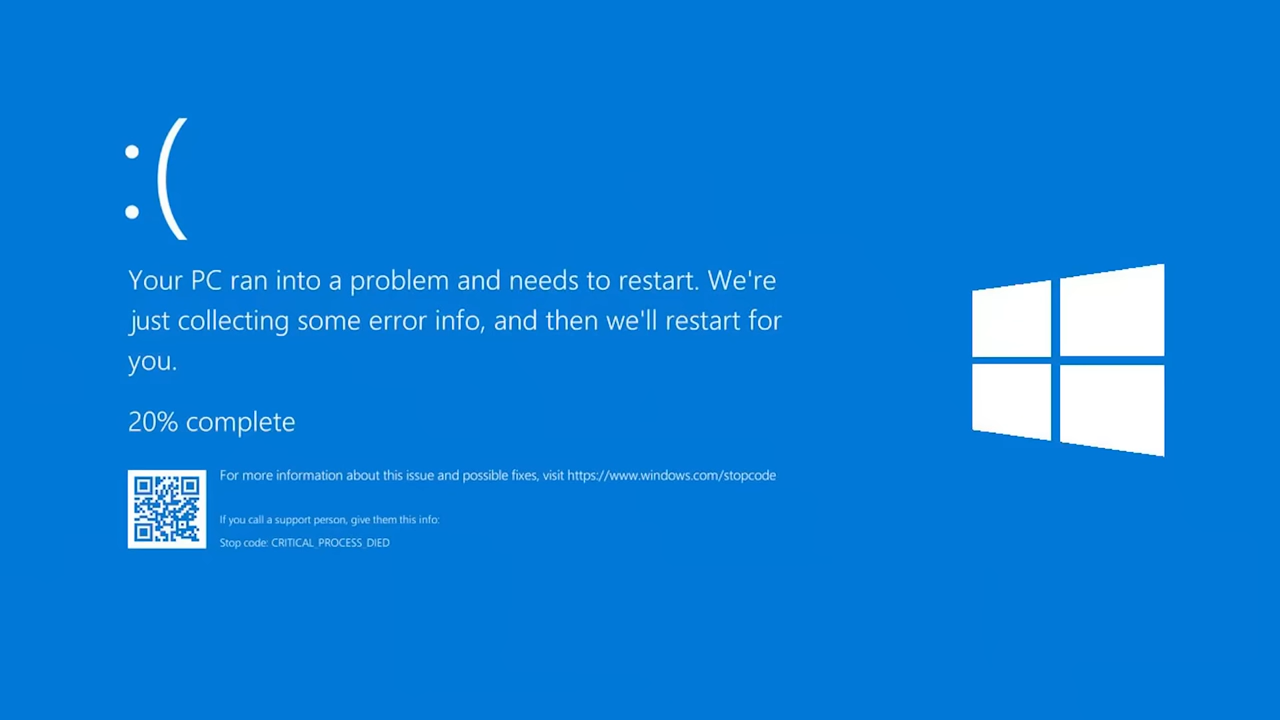 :(
Your PC ran into a problem and needs to restart. We're
just collecting some error info, and then we'll restart for
you.
20% complete
For more information about this issue and possible fixes, visit https://www.windows.com/stopcode
If you call a support person, give them this info:
Stop code: CRITICAL_PROCESS_DIED